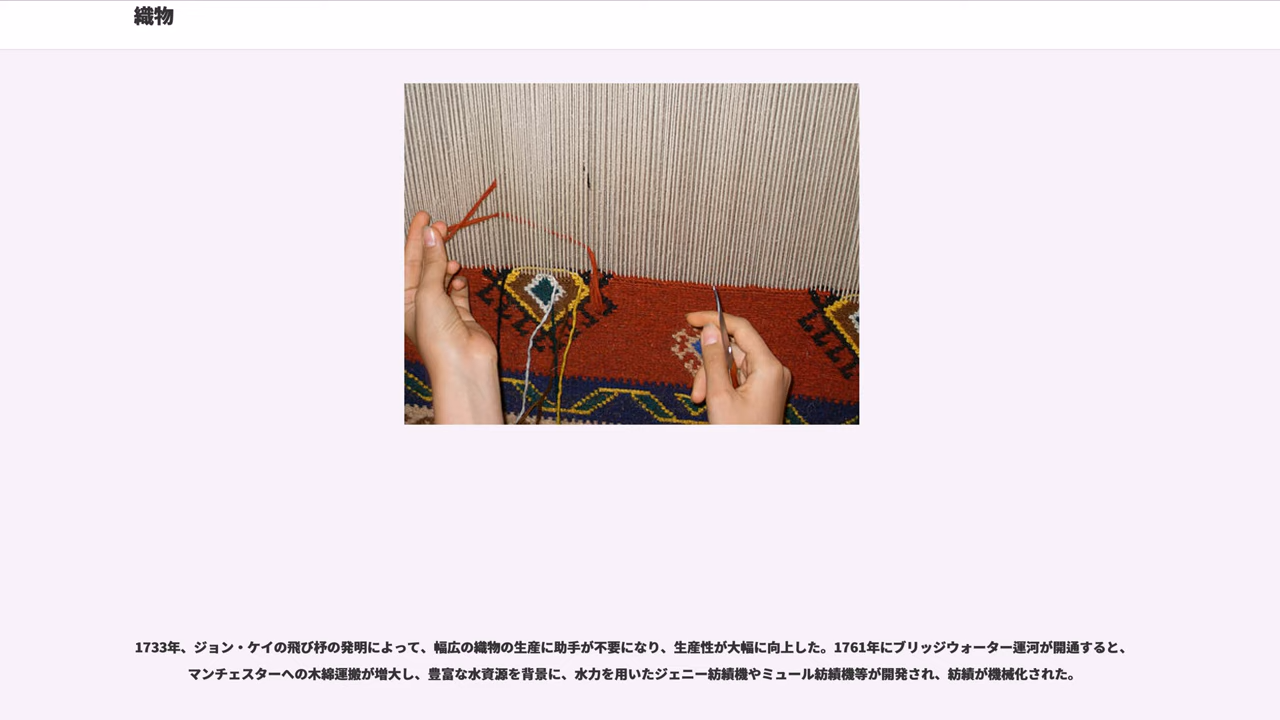 織物
1733年、ジョン・ケイの飛び杼の発明によって、幅広の織物の生産に助手が不要になり、生産性が大幅に向上した。1761年にブリッジウォーター運河が開通すると、
マンチェスターへの木綿運搬が増大し、豊富な水資源を背景に、水力を用いたジェニー紡績機やミュール紡績機等が開発され、紡績が機械化された。